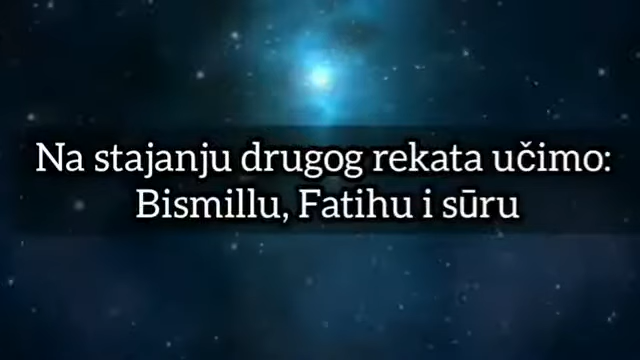 Na stajanju drugog rekata učimo:
Bismillu, Fatihu i sūru